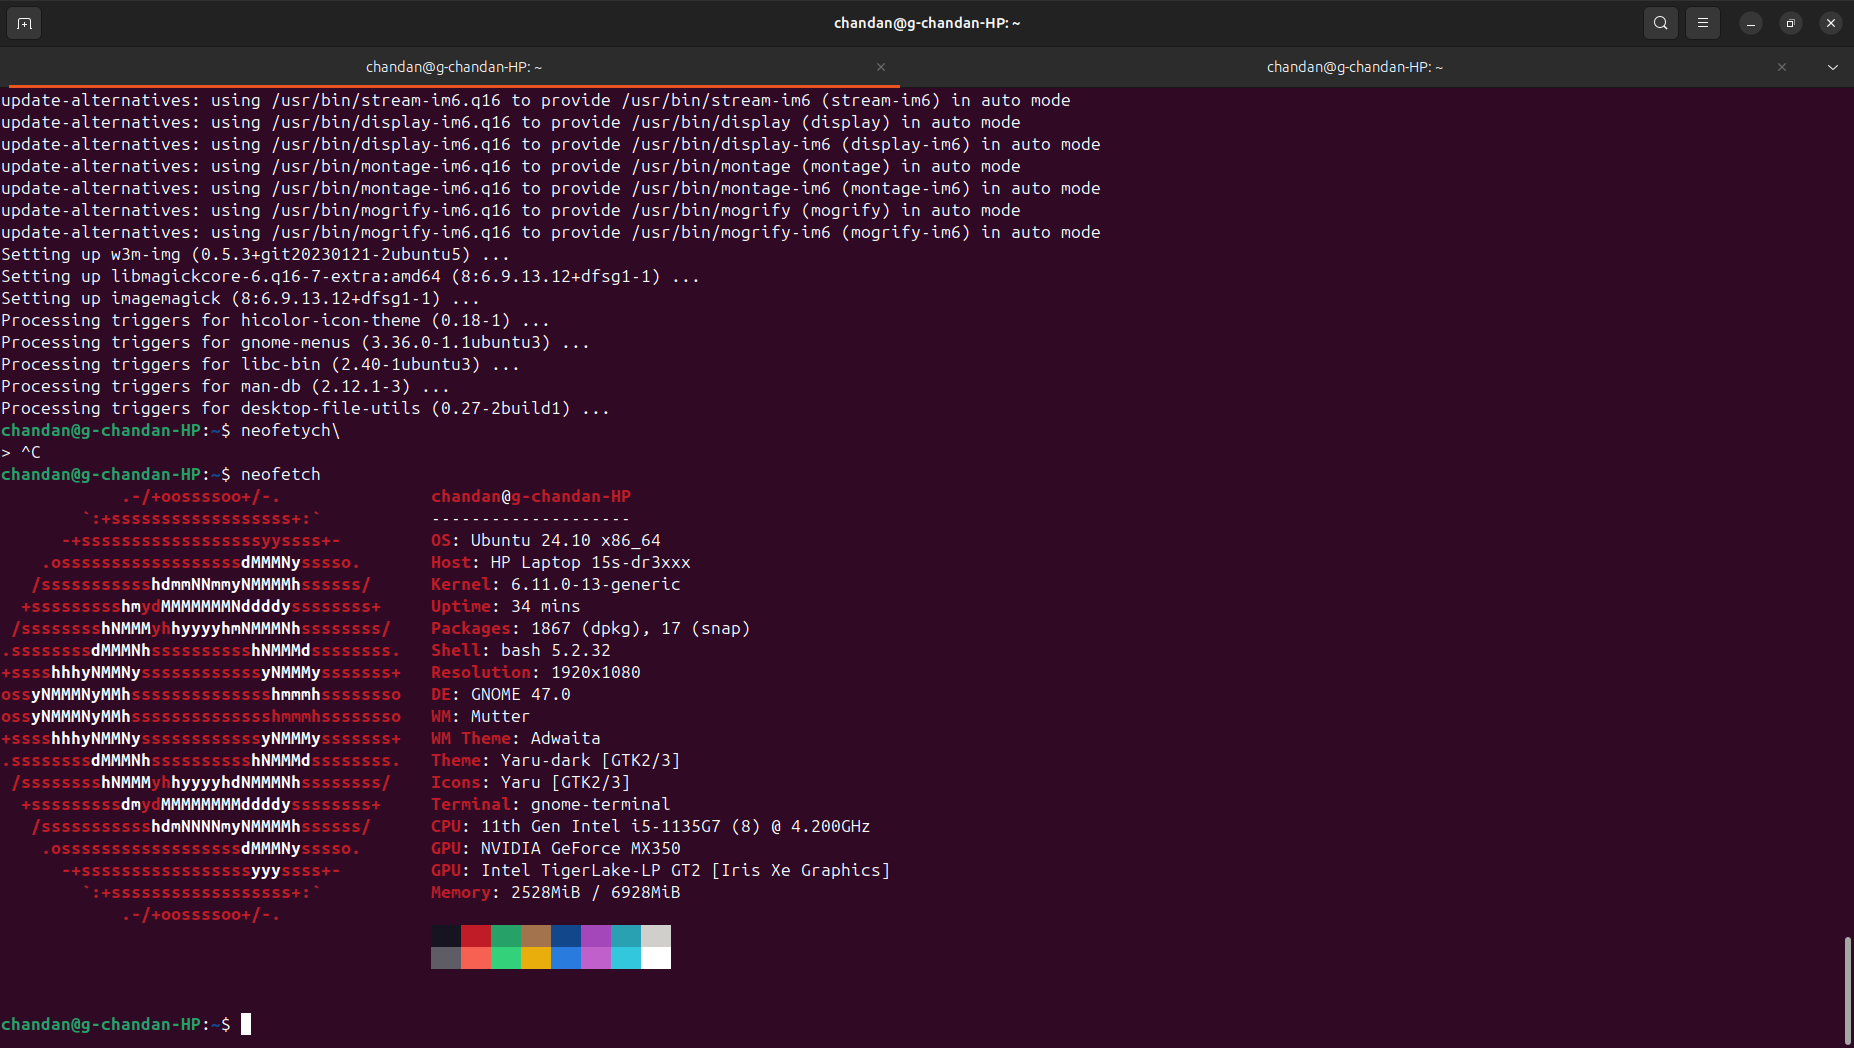 chandan@g-chandan-HP: ~
chandan@g-chandan-HP: ~
chandan@g-chandan-HP: ~
update-alternatives: using /usr/bin/stream-im6.q16 to provide /usr/bin/stream-im6 (stream-im6) in auto mode
update-alternatives: using /usr/bin/display-im6.q16 to provide /usr/bin/display (display) in auto mode
update-alternatives: using /usr/bin/display-im6.q16 to provide /usr/bin/display-im6 (display-im6) in auto mode
update-alternatives: using /usr/bin/montage-im6.q16 to provide /usr/bin/montage (montage) in auto mode
update-alternatives: using /usr/bin/montage-im6.q16 to provide /usr/bin/montage-im6 (montage-im6) in auto mode
update-alternatives: using /usr/bin/mogrify-im6.q16 to provide /usr/bin/mogrify (mogrify) in auto mode
update-alternatives: using /usr/bin/mogrify-im6.q16 to provide /usr/bin/mogrify-im6 (mogrify-im6) in auto mode
Setting up w3m-img (0.5.3+git20230121-2ubuntu5) ...
Setting up libmagickcore-6.q16-7-extra:amd64 (8:6.9.13.12+dfsg1-1) ...
Setting up imagemagick (8:6.9.13.12+dfsg1-1) ...
Processing triggers for hicolor-icon-theme (0.18-1) ...
Processing triggers for gnome-menus (3.36.0-1.1ubuntu3) ...
Processing triggers for libc-bin (2.40-1ubuntu3) ...
Processing triggers for man-db (2.12.1-3) ...
Processing triggers for desktop-file-utils (0.27-2build1) ...
chandan@g-chandan-HP:~$ neofetych\
> ^C
chandan@g-chandan-HP:~$ neofetch
            .-/+oossssoo+/-.               chandan@g-chandan-HP
        `:+ssssssssssssssssss+:`           --------------------
      -+ssssssssssssssssssyyssss+-         OS: Ubuntu 24.10 x86_64
    .ossssssssssssssssssdMMMNysssso.       Host: HP Laptop 15s-dr3xxx
   /ssssssssssshdmmNNmmyNMMMMhssssss/      Kernel: 6.11.0-13-generic
  +ssssssssshmydMMMMMMMNddddyssssssss+     Uptime: 34 mins
 /sssssssshNMMMyhhyyyyhmNMMMNhssssssss/    Packages: 1867 (dpkg), 17 (snap)
.ssssssssdMMMNhsssssssssshNMMMdssssssss.   Shell: bash 5.2.32
+sssshhhyNMMNyssssssssssssyNMMMysssssss+   Resolution: 1920x1080
ossyNMMMNyMMhsssssssssssssshmmmhssssssso   DE: GNOME 47.0
ossyNMMMNyMMhsssssssssssssshmmmhssssssso   WM: Mutter
+sssshhhyNMMNyssssssssssssyNMMMysssssss+   WM Theme: Adwaita
.ssssssssdMMMNhsssssssssshNMMMdssssssss.   Theme: Yaru-dark [GTK2/3]
 /sssssssshNMMMyhhyyyyhdNMMMNhssssssss/    Icons: Yaru [GTK2/3]
  +sssssssssdmydMMMMMMMMddddyssssssss+     Terminal: gnome-terminal
   /ssssssssssshdmNNNNmyNMMMMhssssss/      CPU: 11th Gen Intel i5-1135G7 (8) @ 4.200GHz
    .ossssssssssssssssssdMMMNysssso.       GPU: NVIDIA GeForce MX350
      -+sssssssssssssssssyyyssss+-         GPU: Intel TigerLake-LP GT2 [Iris Xe Graphics]
        `:+ssssssssssssssssss+:`           Memory: 2528MiB / 6928MiB
            .-/+oossssoo+/-.
chandan@g-chandan-HP:~$